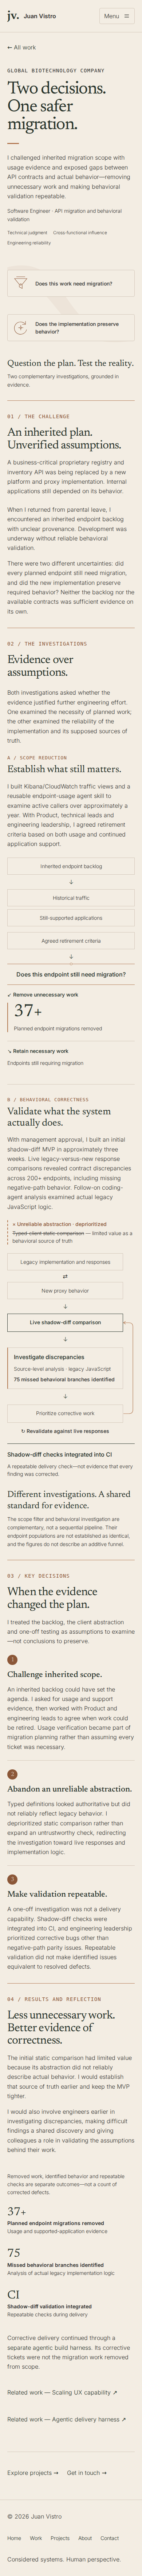 jv. Juan Vistro
Menu ≡
← All work
GLOBAL BIOTECHNOLOGY COMPANY
Two decisions.
One safer
migration.
I challenged inherited migration scope with
usage evidence and exposed gaps between
API contracts and actual behavior—removing
unnecessary work and making behavioral
validation repeatable.
Software Engineer · API migration and behavioral
validation
Technical judgment Cross-functional influence
Engineering reliability
Does this work need migration?
Does the implementation preserve
behavior?
Question the plan. Test the reality.
Two complementary investigations, grounded in
evidence.
01 / THE CHALLENGE
An inherited plan.
Unverified assumptions.
A business-critical proprietary registry and
inventory API was being replaced by a new
platform and proxy implementation. Internal
applications still depended on its behavior.
When I returned from parental leave, I
encountered an inherited endpoint backlog
with unclear provenance. Documentation
existed without reliable behavioral
validation.
There were two different uncertainties: did
every planned endpoint still need migration,
and did the new implementation preserve
required behavior? Neither the backlog nor the
available contracts was sufficient evidence on
its own.
02 / THE INVESTIGATIONS
Evidence over
assumptions.
Both investigations asked whether the
evidence justified further engineering effort.
One examined the necessity of planned work;
the other examined the reliability of the
implementation and its supposed sources of
truth.
A / SCOPE REDUCTION
Establish what still matters.
I built Kibana/CloudWatch traffic views and a
reusable endpoint-usage agent skill to
examine active callers over approximately a
year. With Product, technical leads and
engineering leadership, I agreed retirement
criteria based on both usage and continued
application support.
Inherited endpoint backlog
↓
Historical traffic
Still-supported applications
Agreed retirement criteria
↓
Does this endpoint still need migration?
↙ Remove unnecessary work
37+
Planned endpoint migrations removed
↘ Retain necessary work
Endpoints still requiring migration
B / BEHAVIORAL CORRECTNESS
Validate what the system
actually does.
With management approval, I built an initial
shadow-diff MVP in approximately three
weeks. Live legacy-versus-new response
comparisons revealed contract discrepancies
across 200+ endpoints, including missing
wrapper properties. Follow-on coding-
agent analysis examined actual legacy
JavaScript logic.
× Unreliable abstraction · deprioritized
Typed-client static comparison — limited value as a
behavioral source of truth
Legacy implementation and responses
⇄
New proxy behavior
↓
Live shadow-diff comparison
↓
Investigate discrepancies
Source-level analysis · legacy JavaScript
75 missed behavioral branches identified
↓
Prioritize corrective work
↻ Revalidate against live responses
Shadow-diff checks integrated into CI
A repeatable delivery check—not evidence that every
finding was corrected.
Different investigations. A shared
standard for evidence.
The scope filter and behavioral investigation are
complementary, not a sequential pipeline. Their
endpoint populations are not established as identical,
and the figures do not describe an additive funnel.
03 / KEY DECISIONS
When the evidence
changed the plan.
I treated the backlog, the client abstraction
and one-off testing as assumptions to examine
—not conclusions to preserve.
1
Challenge inherited scope.
An inherited backlog could have set the
agenda. I asked for usage and support
evidence, then worked with Product and
engineering leads to agree when work could
be retired. Usage verification became part of
migration planning rather than assuming every
ticket was necessary.
2
Abandon an unreliable abstraction.
Typed definitions looked authoritative but did
not reliably reflect legacy behavior. I
deprioritized static comparison rather than
expand an untrustworthy check, redirecting
the investigation toward live responses and
implementation logic.
3
Make validation repeatable.
A one-off investigation was not a delivery
capability. Shadow-diff checks were
integrated into CI, and engineering leadership
prioritized corrective bugs other than
negative-path parity issues. Repeatable
validation did not make identified issues
equivalent to resolved defects.
04 / RESULTS AND REFLECTION
Less unnecessary work.
Better evidence of
correctness.
The initial static comparison had limited value
because its abstraction did not reliably
describe actual behavior. I would establish
that source of truth earlier and keep the MVP
tighter.
I would also involve engineers earlier in
investigating discrepancies, making difficult
findings a shared discovery and giving
colleagues a role in validating the assumptions
behind their work.
Removed work, identified behavior and repeatable
checks are separate outcomes—not a count of
corrected defects.
37+
Planned endpoint migrations removed
Usage and supported-application evidence
75
Missed behavioral branches identified
Analysis of actual legacy implementation logic
CI
Shadow-diff validation integrated
Repeatable checks during delivery
Corrective delivery continued through a
separate agentic build harness. Its corrective
tickets were not the migration work removed
from scope.
Related work — Scaling UX capability ↗
Related work — Agentic delivery harness ↗
Explore projects → Get in touch →
© 2026 Juan Vistro
Home Work Projects About Contact
Considered systems. Human perspective.